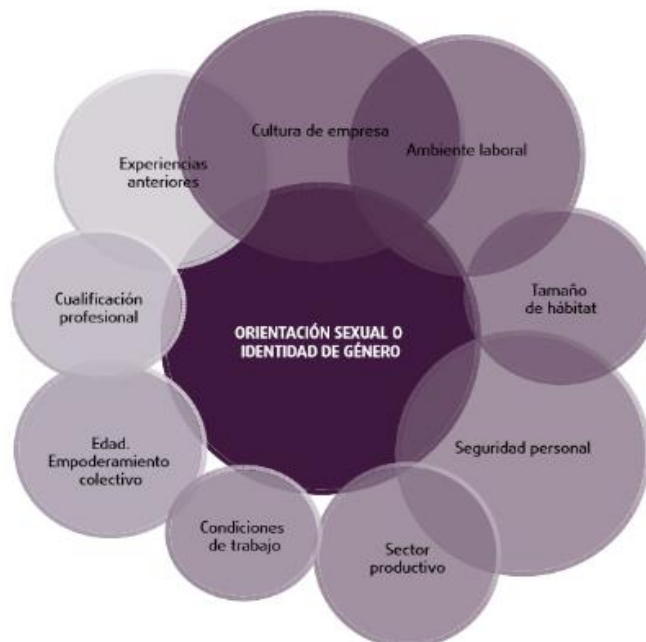 Cultura de empresa
Ambiente laboral
Experiencias
anteriores
Tamaño
de hábitat
Cualificación
profesional
ORIENTACIÓN SEXUAL O
IDENTIDAD DE GÉNERO
Seguridad personal
Edad.
Empoderamiento
colectivo
Condiciones
de trabajo
Sector
productivo